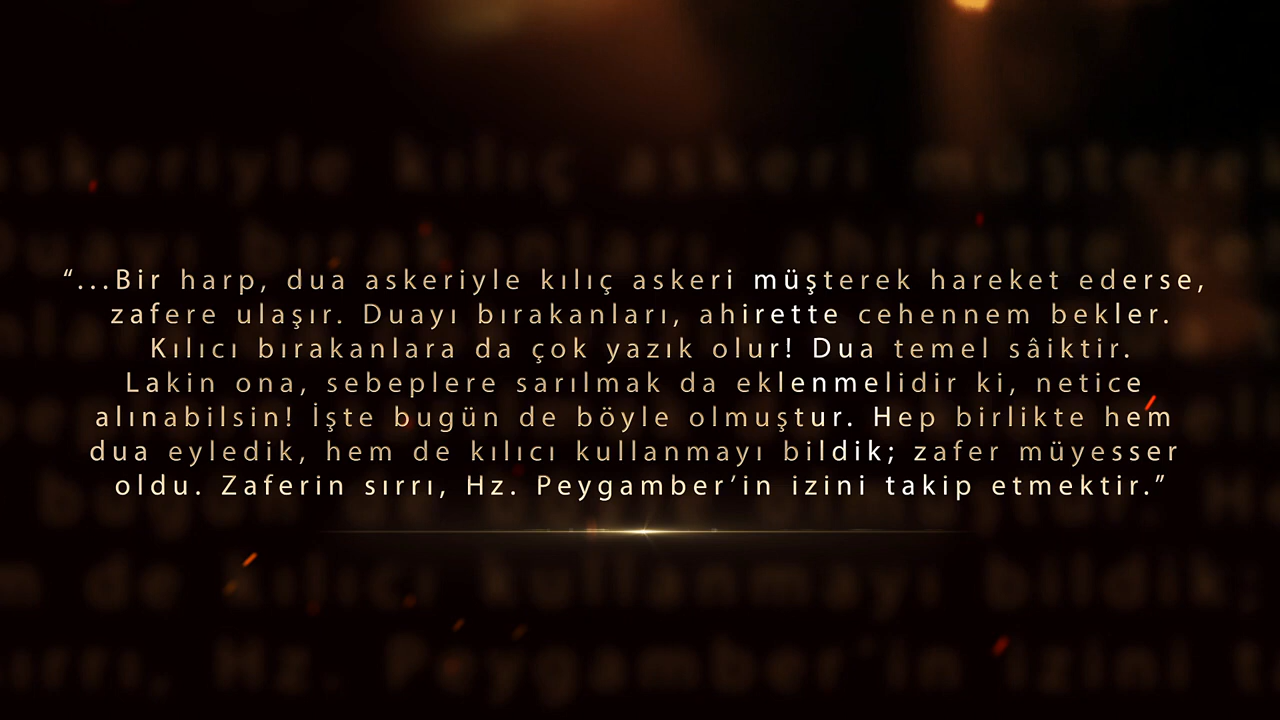 “...Bir harp, dua askeriyle kılıç askeri müşterek hareket ederse,
zafere ulaşır. Duayı bırakanları, ahirette cehennem bekler.
Kılıcı bırakanlara da çok yazık olur! Dua temel sâiktir.
Lakin ona, sebeplere sarılmak da eklenmelidir ki, netice
alınabilsin! İşte bugün de böyle olmuştur. Hep birlikte hem
dua eyledik, hem de kılıcı kullanmayı bildik; zafer müyesser
oldu. Zaferin sırrı, Hz. Peygamber’in izini takip etmektir.”